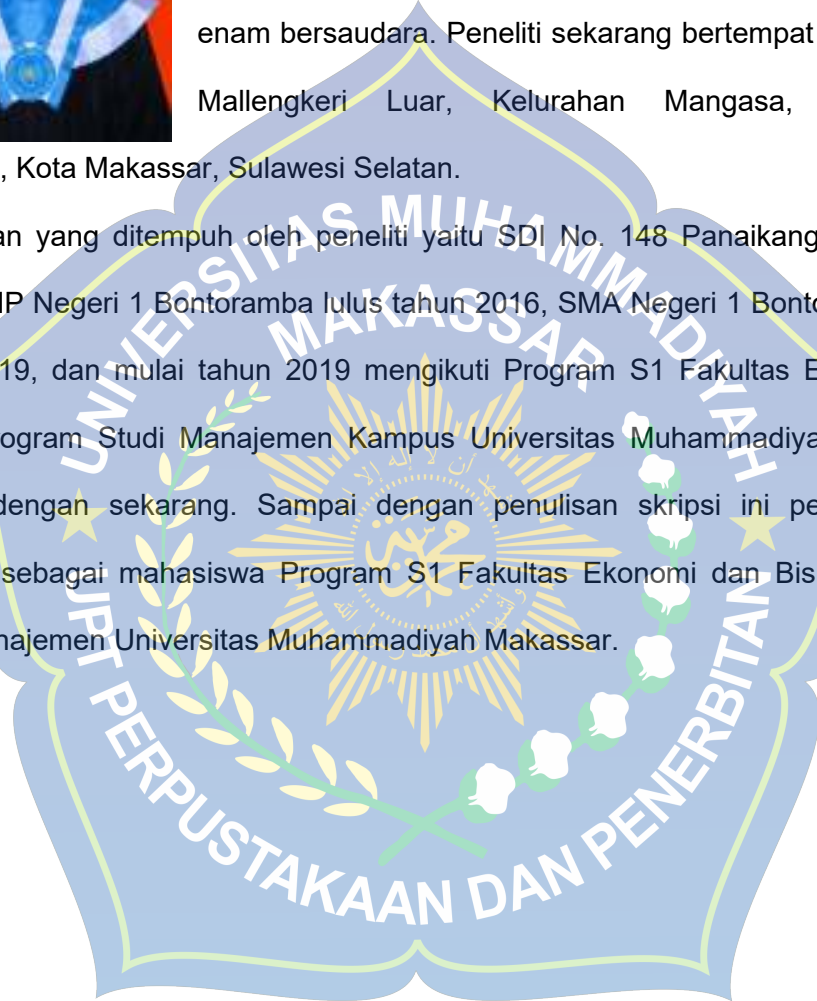 enam bersaudara. Peneliti sekarang bertempat
Mallengkeri Luar, Kelurahan Mangasa,
, Kota Makassar, Sulawesi Selatan.
an yang ditempuh oleh peneliti yaitu SDI No. 148 Panaikang
MP Negeri 1 Bontoramba lulus tahun 2016, SMA Negeri 1 Bonto
19, dan mulai tahun 2019 mengikuti Program S1 Fakultas E
rogram Studi Manajemen Kampus Universitas Muhammadiya
dengan sekarang. Sampai dengan penulisan skripsi ini pe
sebagai mahasiswa Program S1 Fakultas Ekonomi dan Bis
najemen Universitas Muhammadiyah Makassar.
UNIVERSITAS MUHAMMADIYAH
MAKASSAR
UPT PERPUSTAKAAN DAN PENERBITAN